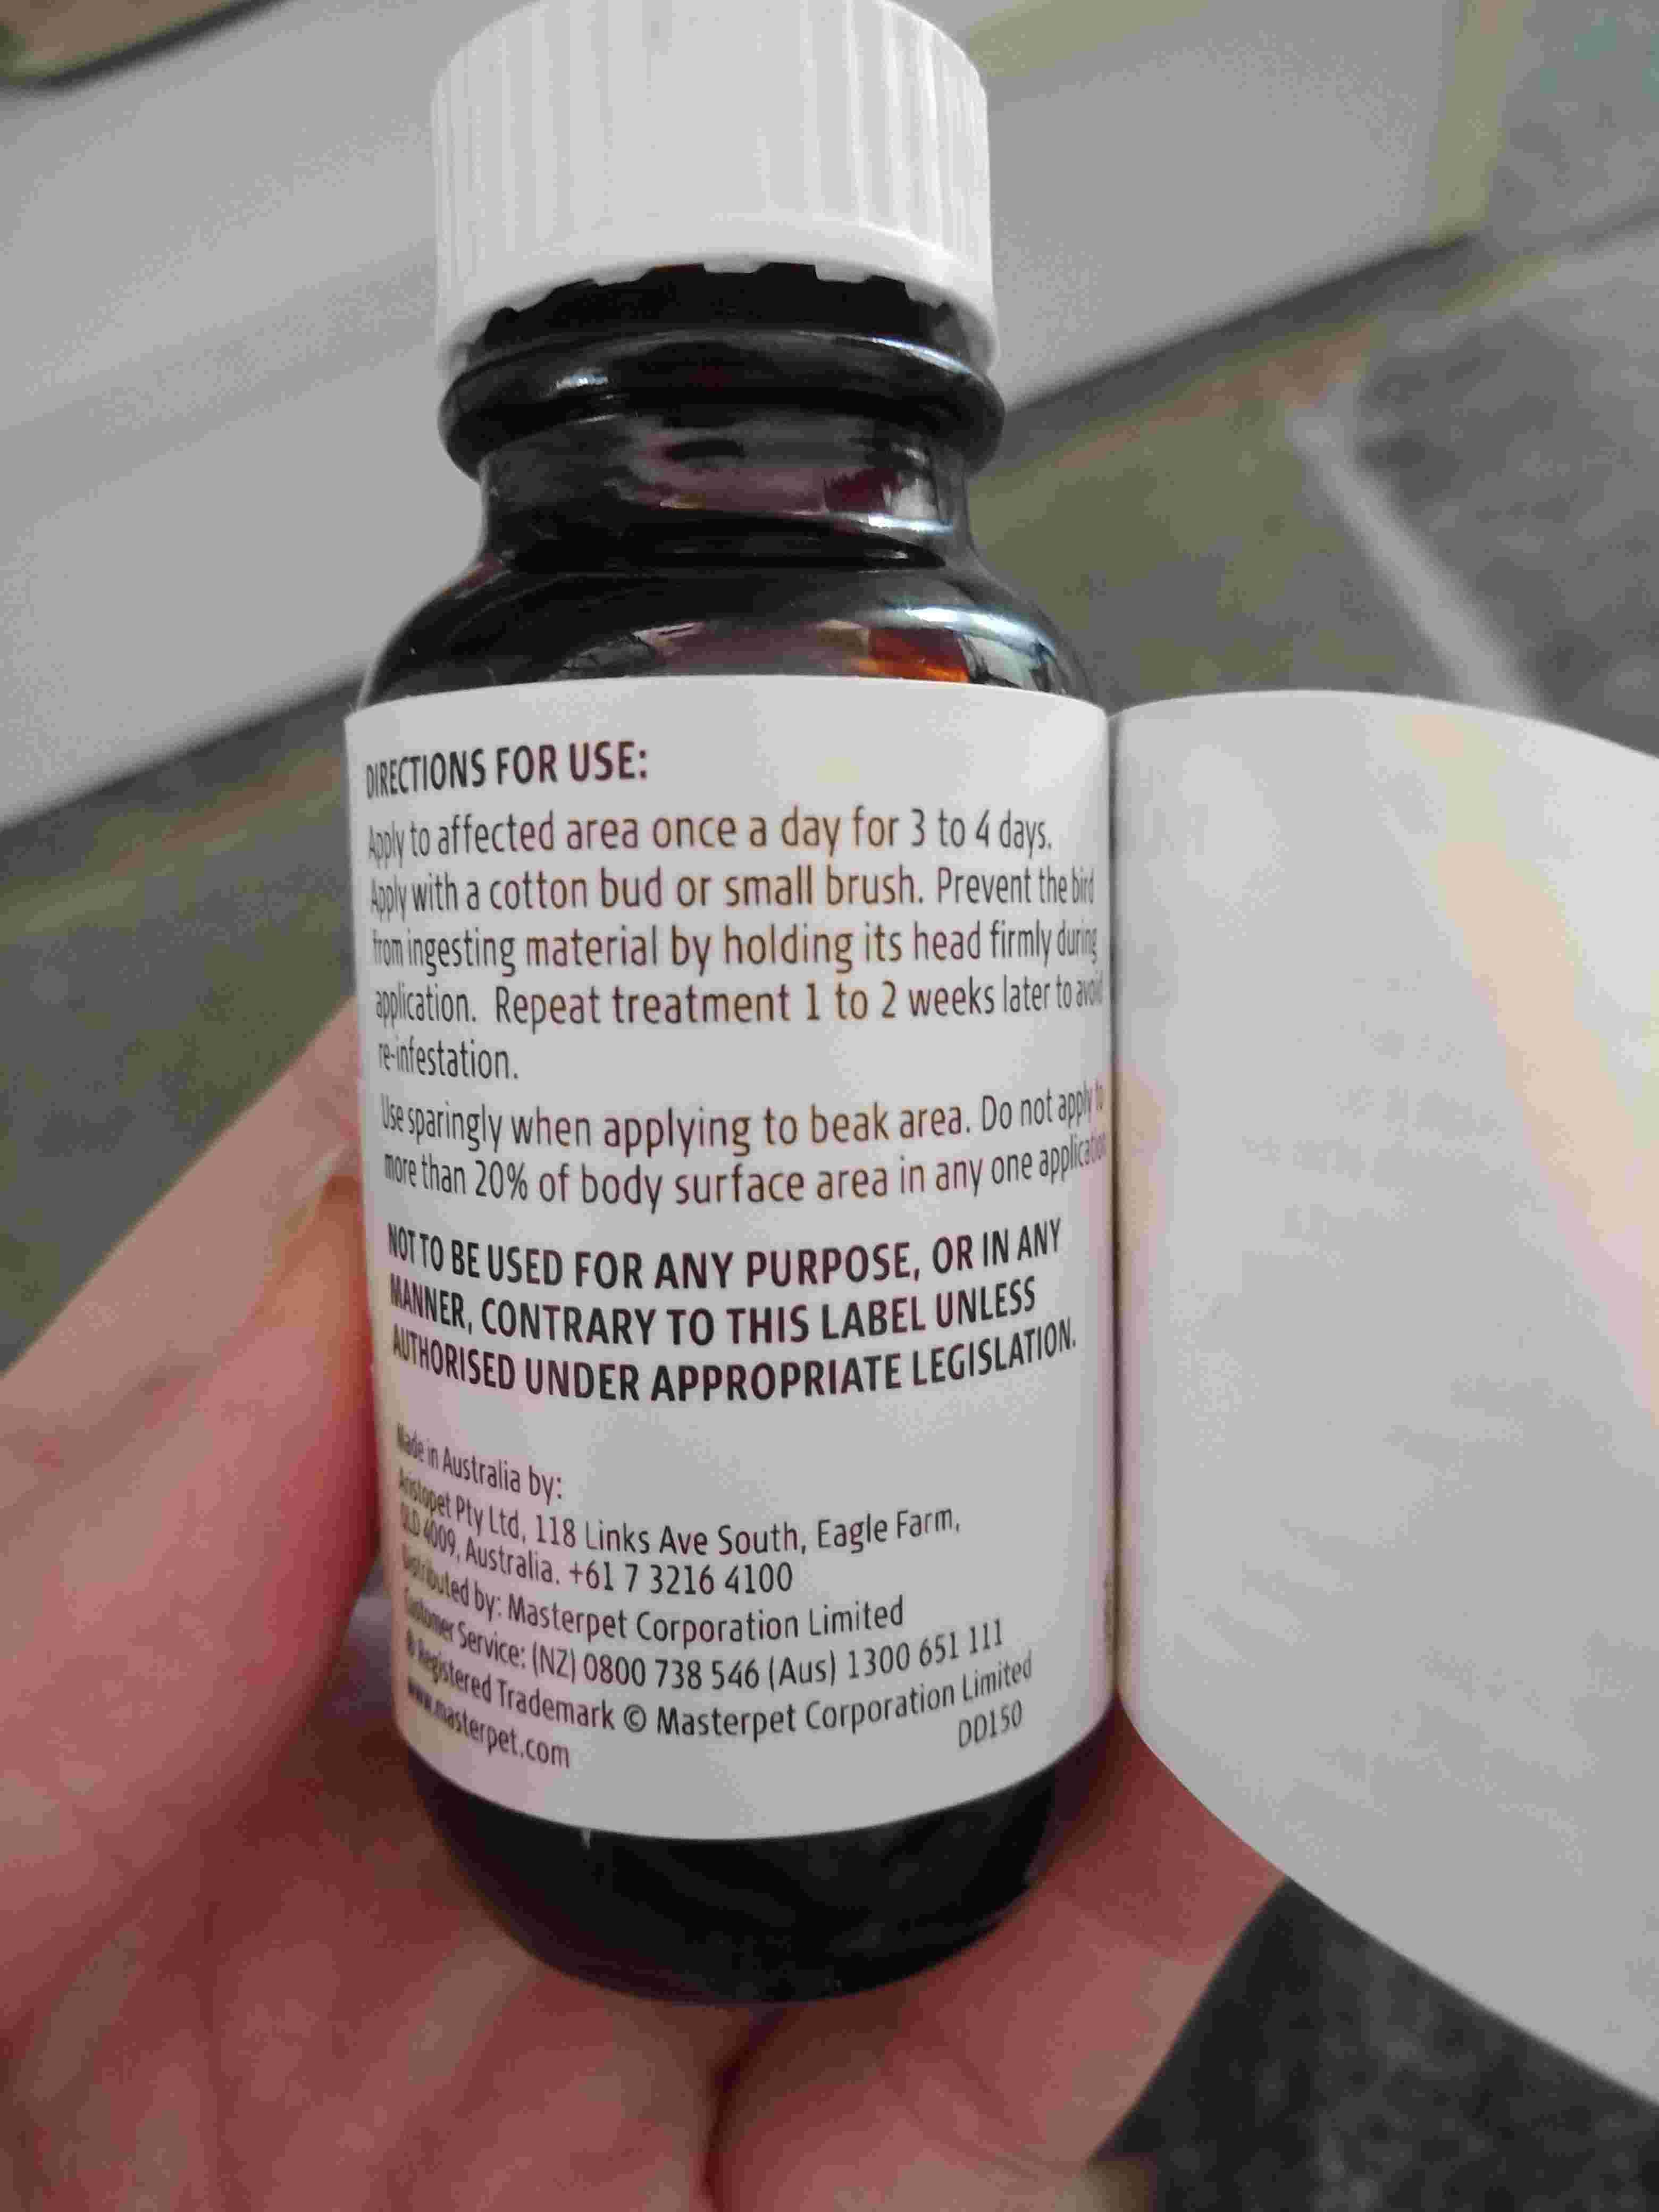 DIRECTIONS FOR USE:
Apply to affected area once a day for 3 to 4 days.
Apply with a cotton bud or small brush. Prevent the bird
from ingesting material by holding its head firmly during
application. Repeat treatment 1 to 2 weeks later to avoid
re-infestation.
Use sparingly when applying to beak area. Do not apply to
more than 20% of body surface area in any one application
NOT TO BE USED FOR ANY PURPOSE, OR IN ANY
MANNER, CONTRARY TO THIS LABEL UNLESS
AUTHORISED UNDER APPROPRIATE LEGISLATION.
Made in Australia by:
Aristopet Pty Ltd, 118 Links Ave South, Eagle Farm,
QLD 4009, Australia. +61 7 3216 4100
Distributed by: Masterpet Corporation Limited
Customer Service: (NZ) 0800 738 546 (Aus) 1300 651 111
® Registered Trademark © Masterpet Corporation Limited
www.masterpet.com
DD150